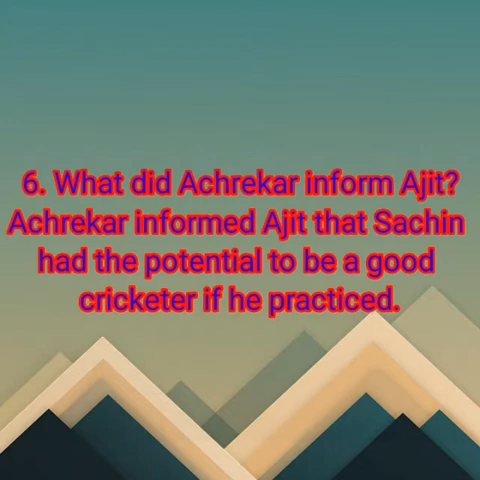 6. What did Achrekar inform Ajit?
Achrekar informed Ajit that Sachin
had the potential to be a good
cricketer if he practiced.